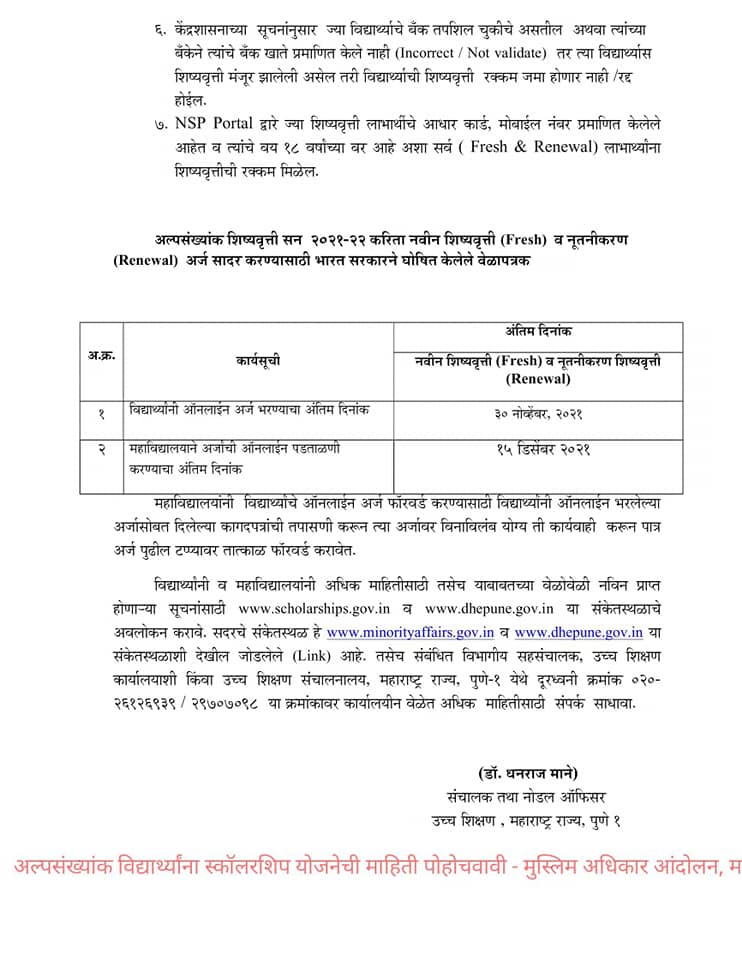 ६. केंद्रशासनाच्या सूचनांनुसार ज्या विद्यार्थ्याचे बँक तपशिल चुकीचे असतील अथवा त्यांच्या
बँकेने त्यांचे बँक खाते प्रमाणित केले नाही (Incorrect / Not validate) तर त्या विद्यार्थ्यास
शिष्यवृत्ती मंजूर झालेली असेल तरी विद्यार्थ्याची शिष्यवृत्ती रक्कम जमा होणार नाही /रद्द
होईल.
७. NSP Portal द्वारे ज्या शिष्यवृत्ती लाभार्थीचे आधार कार्ड, मोबाईल नंबर प्रमाणित केलेले
आहेत व त्यांचे वय १८ वर्षाच्या वर आहे अशा सर्व ( Fresh & Renewal) लाभार्थ्यांना
शिष्यवृत्तीची रक्कम मिळेल.
अल्पसंख्यांक शिष्यवृत्ती सन २०२१-२२ करिता नवीन शिष्यवृत्ती (Fresh) व नूतनीकरण
(Renewal) अर्ज सादर करण्यासाठी भारत सरकारने घोषित केलेले वेळापत्रक
अ.क्र.
कार्यसूची
अंतिम दिनांक
नवीन शिष्यवृत्ती (Fresh) व नूतनीकरण शिष्यवृत्ती
(Renewal)
१ विद्यार्थ्यांनी ऑनलाईन अर्ज भरण्याचा अंतिम दिनांक ३० नोव्हेंबर, २०२१
२ महाविद्यालयाने अर्जाची ऑनलाईन पडताळणी १५ डिसेंबर २०२१
करण्याचा अंतिम दिनांक
महाविद्यालयांनी विद्यार्थ्यांचे ऑनलाईन अर्ज फॉरवर्ड करण्यासाठी विद्यार्थ्यांनी ऑनलाईन भरलेल्या
अर्जासोबत दिलेल्या कागदपत्रांची तपासणी करून त्या अर्जावर विनाविलंब योग्य ती कार्यवाही करून पात्र
अर्ज पुढील टप्प्यावर तात्काळ फॉरवर्ड करावेत.
विद्यार्थ्यांनी व महाविद्यालयांनी अधिक माहितीसाठी तसेच याबाबतच्या वेळोवेळी नविन प्राप्त
होणाऱ्या सूचनांसाठी www.scholarships.gov.in व www.dhepune.gov.in या संकेतस्थळाचे
अवलोकन करावे. सदरचे संकेतस्थळ हे www.minorityaffairs.gov.in व www.dhepune.gov.in या
संकेतस्थळाशी देखील जोडलेले (Link) आहे. तसेच संबंधित विभागीय सहसंचालक, उच्च शिक्षण
कार्यालयाशी किंवा उच्च शिक्षण संचालनालय, महाराष्ट्र राज्य, पुणे-१ येथे दूरध्वनी क्रमांक ०२०-
२६१२६९३९ / २९७०७०९८ या क्रमांकावर कार्यालयीन वेळेत अधिक माहितीसाठी संपर्क साधावा.
(डॉ. धनराज माने)
संचालक तथा नोडल ऑफिसर
उच्च शिक्षण , महाराष्ट्र राज्य, पुणे १
अल्पसंख्यांक विद्यार्थ्यांना स्कॉलरशिप योजनेची माहिती पोहोचवावी - मुस्लिम अधिकार आंदोलन, म